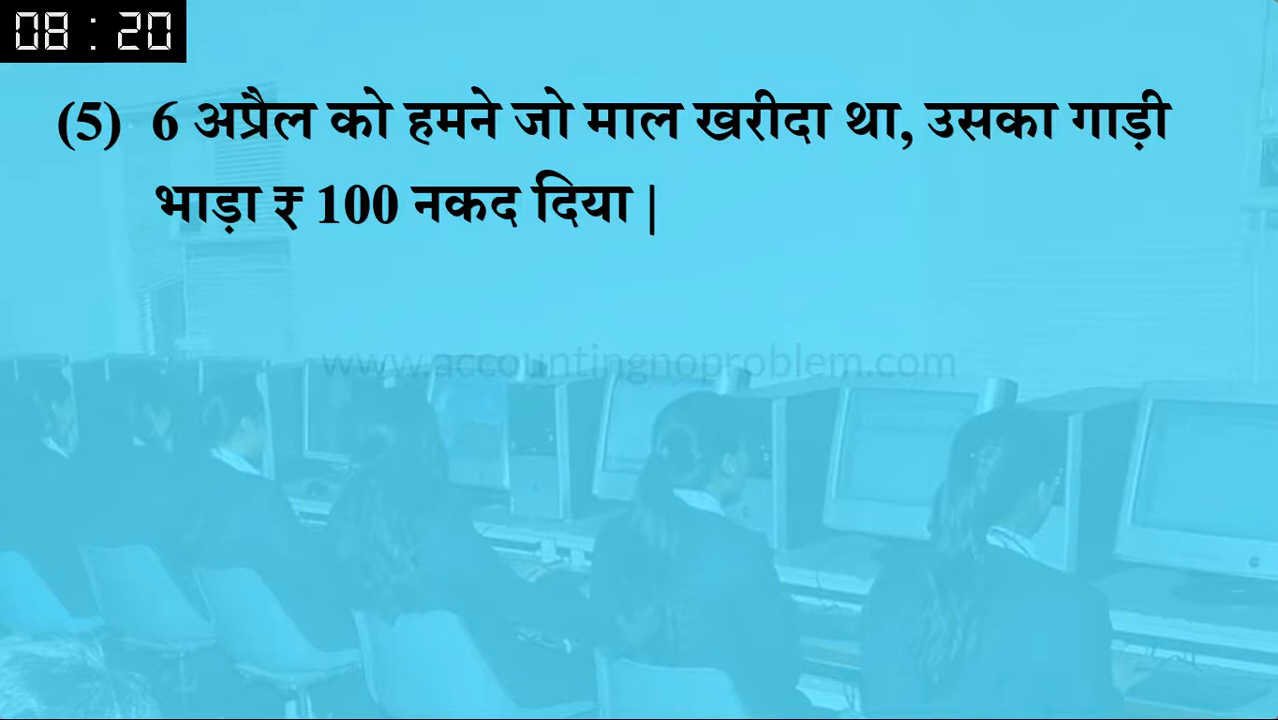 08 : 20
(5) 6 अप्रैल को हमने जो माल खरीदा था, उसका गाड़ी
भाड़ा ₹ 100 नकद दिया |
www.accountingnoproblem.com